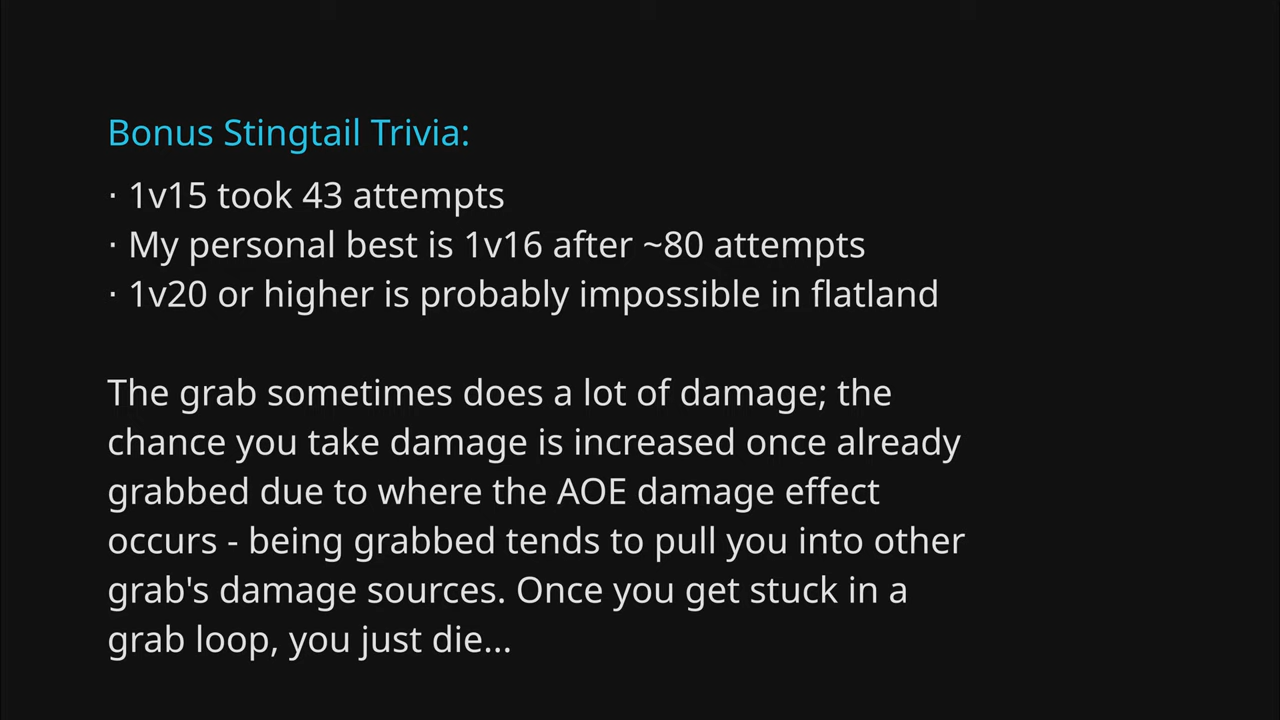 Bonus Stingtail Trivia:
· 1v15 took 43 attempts
· My personal best is 1v16 after ~80 attempts
· 1v20 or higher is probably impossible in flatland
The grab sometimes does a lot of damage; the
chance you take damage is increased once already
grabbed due to where the AOE damage effect
occurs - being grabbed tends to pull you into other
grab's damage sources. Once you get stuck in a
grab loop, you just die...